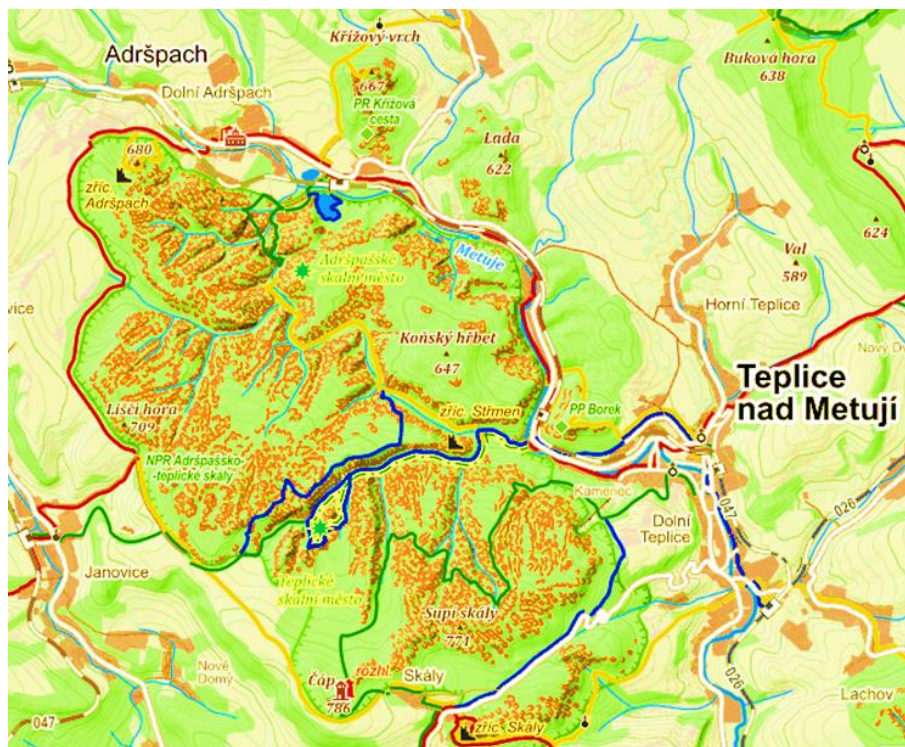 Křížový vrch
Buková hora
638
Adršpach
Dolní Adršpach
667
PR Křížová
cesta
Lada
622
680
zříc.
Adršpach
624
Metuje
Val
589
Adršpašské
skalní město
Horní Teplice
vice
Koňský hřbet
647
Nový Dv
Teplice
nad Metují
Liščí hora
709
zříc. Střmen
PP Borek
NPR Adršpašsko-
teplické skály
Kamenec
047
026
Dolní
Teplice
Janovice
Teplické
skalní město
Supí skály
771
Nové
Domy
Čáp
rozhl.
786
Skály
026
Lachov
047
zříc. Skály